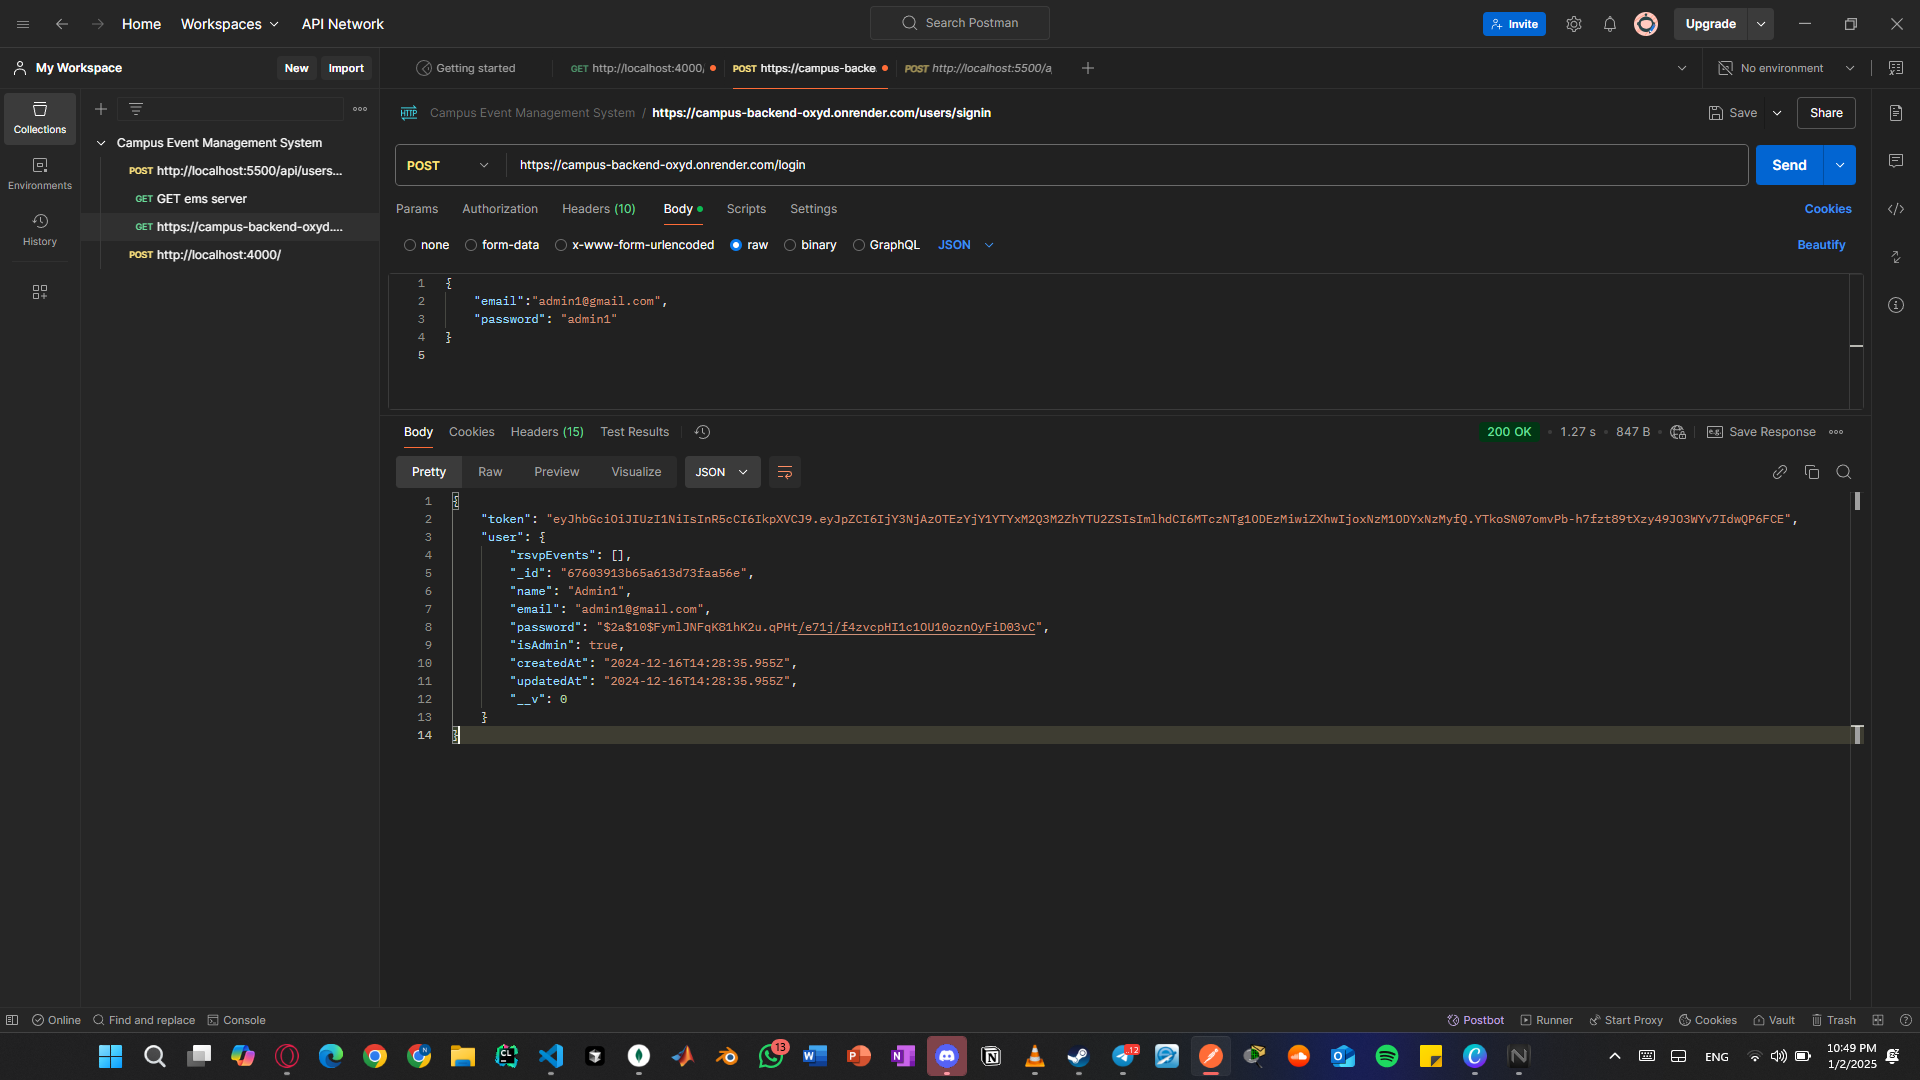 Home Workspaces API Network Search Postman Invite Upgrade
My Workspace New Import Getting started GET http://localhost:4000/ POST https://campus-backe POST http://localhost:5500/a No environment
Collections
Environments
History
Campus Event Management System
POST http://localhost:5500/api/users...
GET GET ems server
GET https://campus-backend-oxyd....
POST http://localhost:4000/
HTTP Campus Event Management System / https://campus-backend-oxyd.onrender.com/users/signin Save Share
POST https://campus-backend-oxyd.onrender.com/login Send
Params Authorization Headers (10) Body Scripts Settings Cookies
none form-data x-www-form-urlencoded raw binary GraphQL JSON Beautify
1 {
2 "email":"admin1@gmail.com",
3 "password": "admin1"
4 }
5
Body Cookies Headers (15) Test Results 200 OK 1.27 s 847 B e.g. Save Response
Pretty Raw Preview Visualize JSON
1 {
2 "token": "eyJhbGciOiJIUzI1NiIsInR5cCI6IkpXVCJ9.eyJpZCI6IjY3NjAzOTEzYjY1YTYxM2Q3M2ZhYTU2ZSIsImlhdCI6MTczNTg1ODEzMiwiZXhwIjoxNzM1ODYxNzMyfQ.YTkoSN07omvPb-h7fzt89tXzy49JO3WYv7IdwQP6FCE",
3 "user": {
4 "rsvpEvents": [],
5 "_id": "67603913b65a613d73faa56e",
6 "name": "Admin1",
7 "email": "admin1@gmail.com",
8 "password": "$2a$10$FymlJNFqK81hK2u.qPHt/e71j/f4zvcpHI1c1OU10oznOyFiD03vC",
9 "isAdmin": true,
10 "createdAt": "2024-12-16T14:28:35.955Z",
11 "updatedAt": "2024-12-16T14:28:35.955Z",
12 "__v": 0
13 }
14 }
Online Find and replace Console Postbot Runner Start Proxy Cookies Vault Trash
13 12 ENG 10:49 PM
1/2/2025